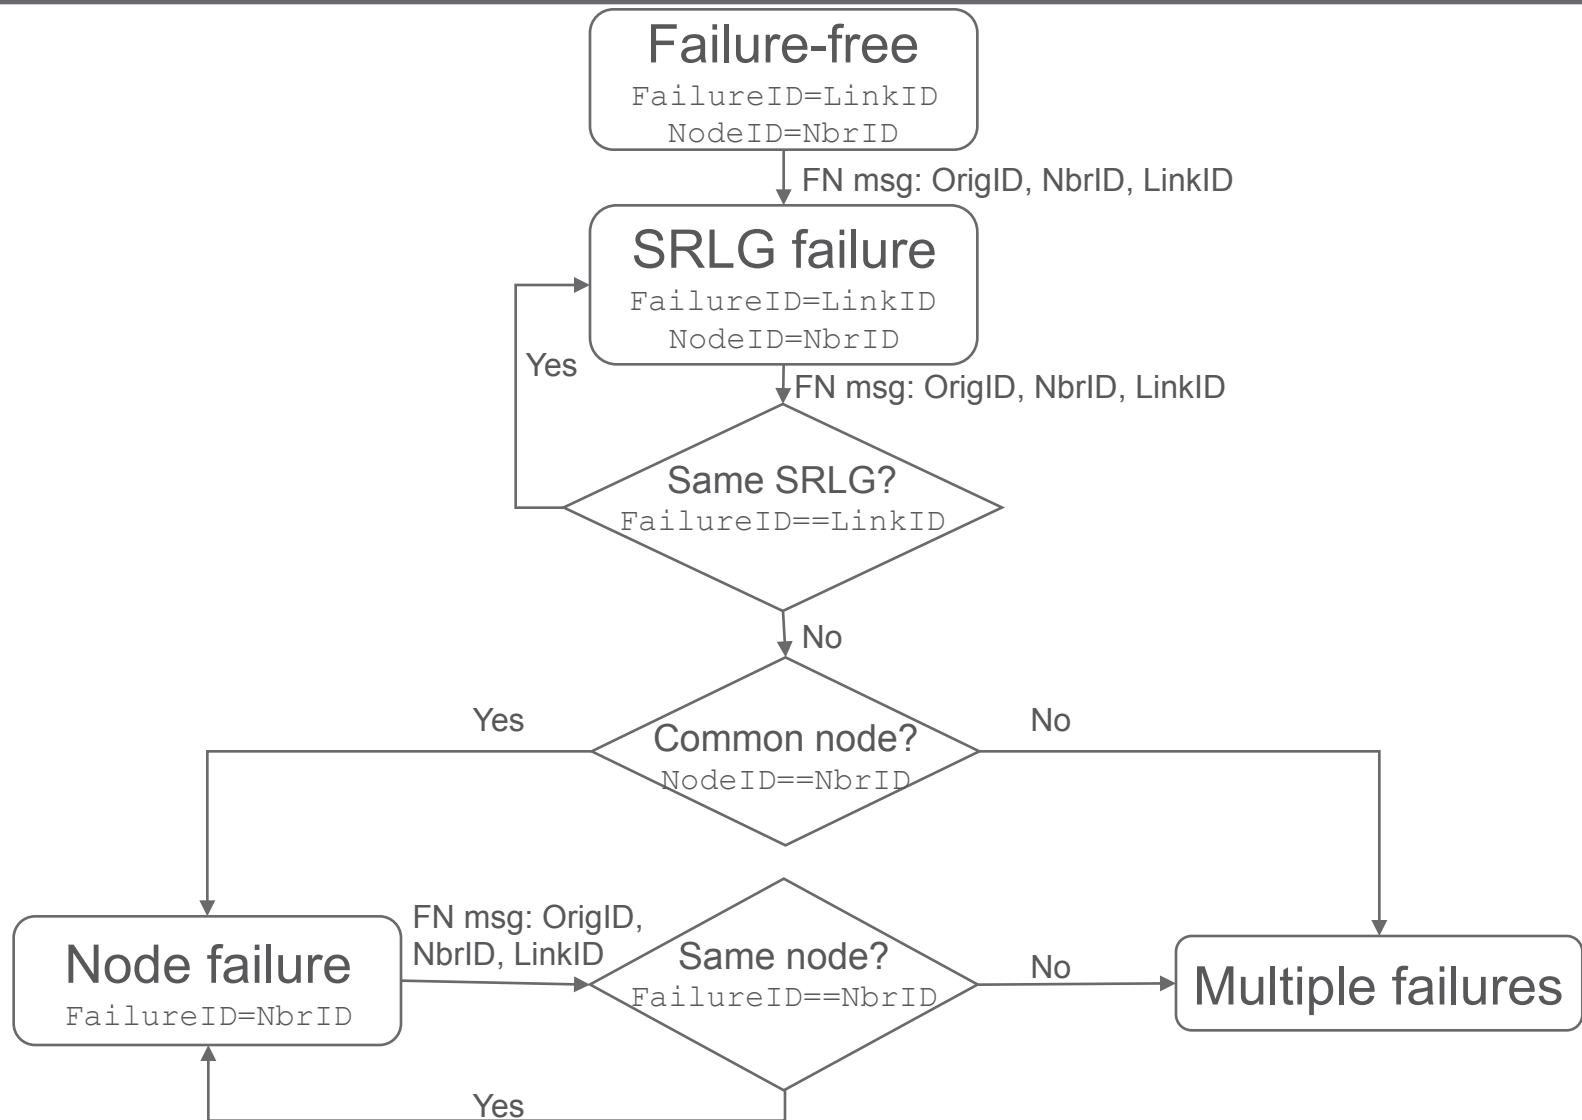 Failure-free
FailureID=LinkID
NodeID=NbrID
FN msg: OrigID, NbrID, LinkID
SRLG failure
FailureID=LinkID
NodeID=NbrID
Yes
FN msg: OrigID, NbrID, LinkID
Same SRLG?
FailureID==LinkID
No
Yes
No
Common node?
NodeID==NbrID
FN msg: OrigID,
NbrID, LinkID
Node failure
FailureID=NbrID
Same node?
FailureID==NbrID
No
Multiple failures
Yes